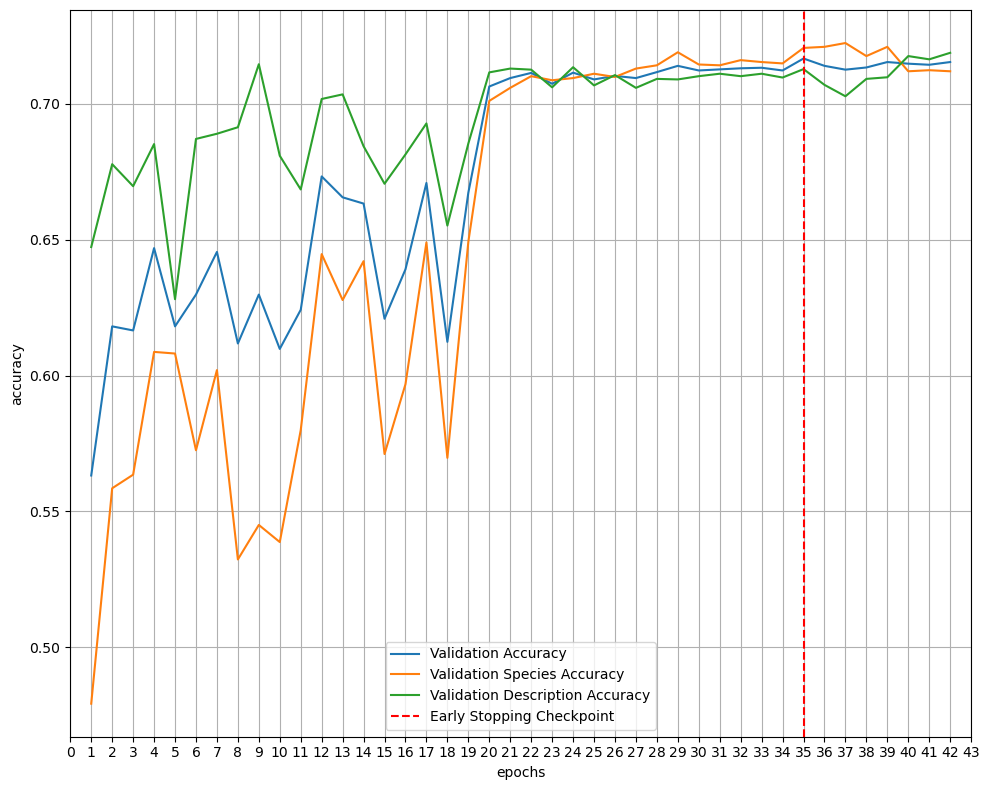 0.70
0.65
0.60
0.55
0.50
accuracy
Validation Accuracy
Validation Species Accuracy
Validation Description Accuracy
Early Stopping Checkpoint
0 1 2 3 4 5 6 7 8 9 10 11 12 13 14 15 16 17 18 19 20 21 22 23 24 25 26 27 28 29 30 31 32 33 34 35 36 37 38 39 40 41 42 43
epochs